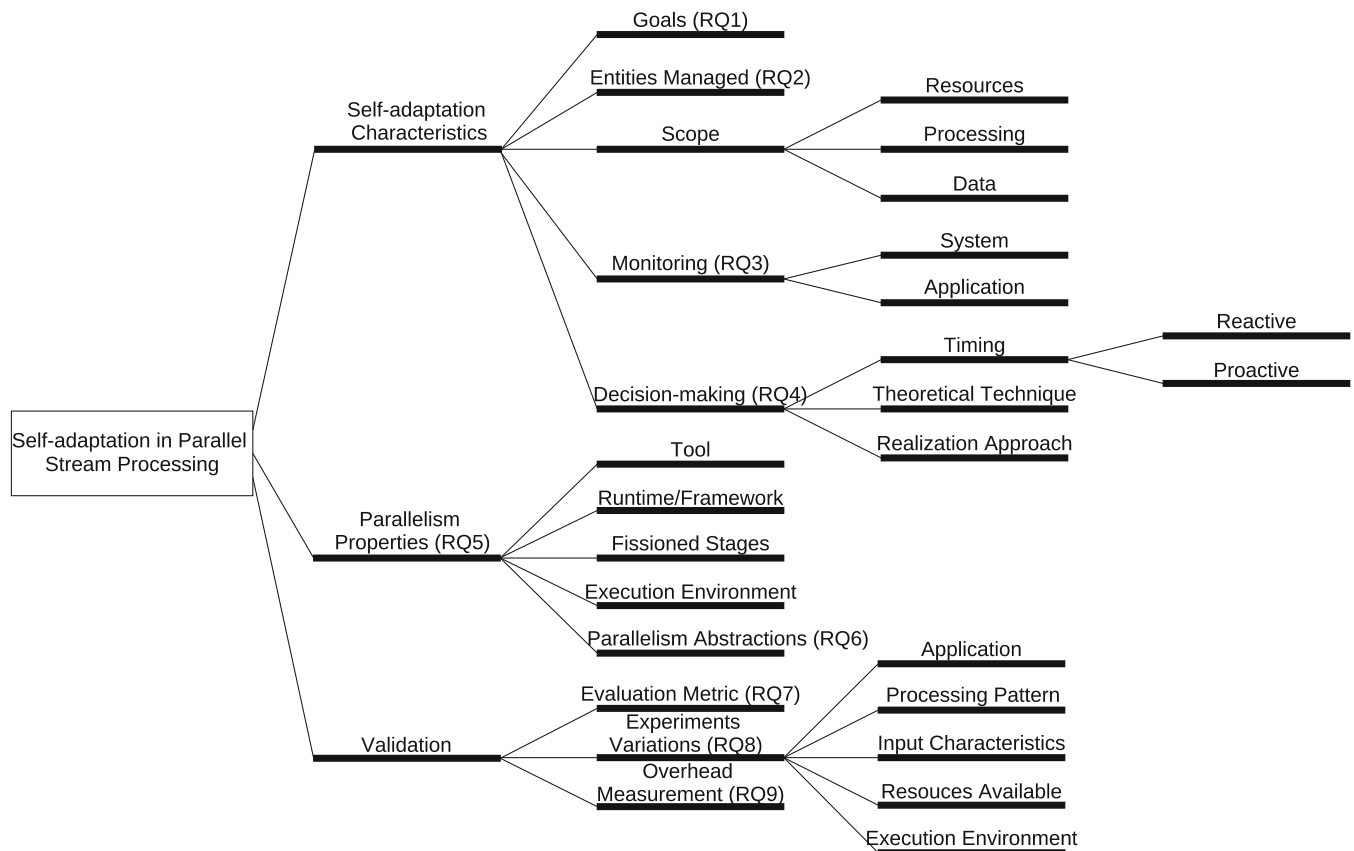 Goals (RQ1)
Entities Managed (RQ2)
Resources
Self-adaptation
Characteristics
Scope
Processing
Data
System
Monitoring (RQ3)
Application
Reactive
Timing
Proactive
Decision-making (RQ4)
Theoretical Technique
Realization Approach
Self-adaptation in Parallel
Stream Processing
Tool
Runtime/Framework
Parallelism
Properties (RQ5)
Fissioned Stages
Execution Environment
Parallelism Abstractions (RQ6)
Application
Evaluation Metric (RQ7)
Processing Pattern
Experiments
Variations (RQ8)
Validation
Input Characteristics
Overhead
Measurement (RQ9)
Resouces Available
Execution Environment